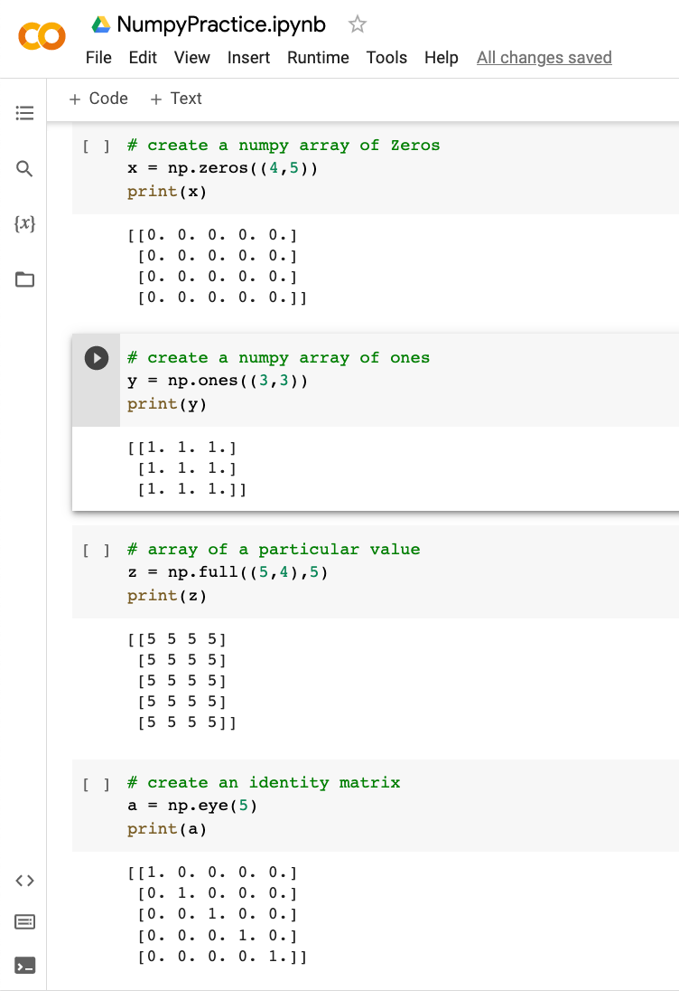 NumpyPractice.ipynb
File Edit View Insert Runtime Tools Help All changes saved
+ Code + Text
{x}
[ ] # create a numpy array of Zeros
x = np.zeros((4,5))
print(x)
[[0. 0. 0. 0. 0.]
 [0. 0. 0. 0. 0.]
 [0. 0. 0. 0. 0.]
 [0. 0. 0. 0. 0.]]
# create a numpy array of ones
y = np.ones((3,3))
print(y)
[[1. 1. 1.]
 [1. 1. 1.]
 [1. 1. 1.]]
[ ] # array of a particular value
z = np.full((5,4),5)
print(z)
[[5 5 5 5]
 [5 5 5 5]
 [5 5 5 5]
 [5 5 5 5]
 [5 5 5 5]]
[ ] # create an identity matrix
a = np.eye(5)
print(a)
[[1. 0. 0. 0. 0.]
 [0. 1. 0. 0. 0.]
 [0. 0. 1. 0. 0.]
 [0. 0. 0. 1. 0.]
 [0. 0. 0. 0. 1.]]